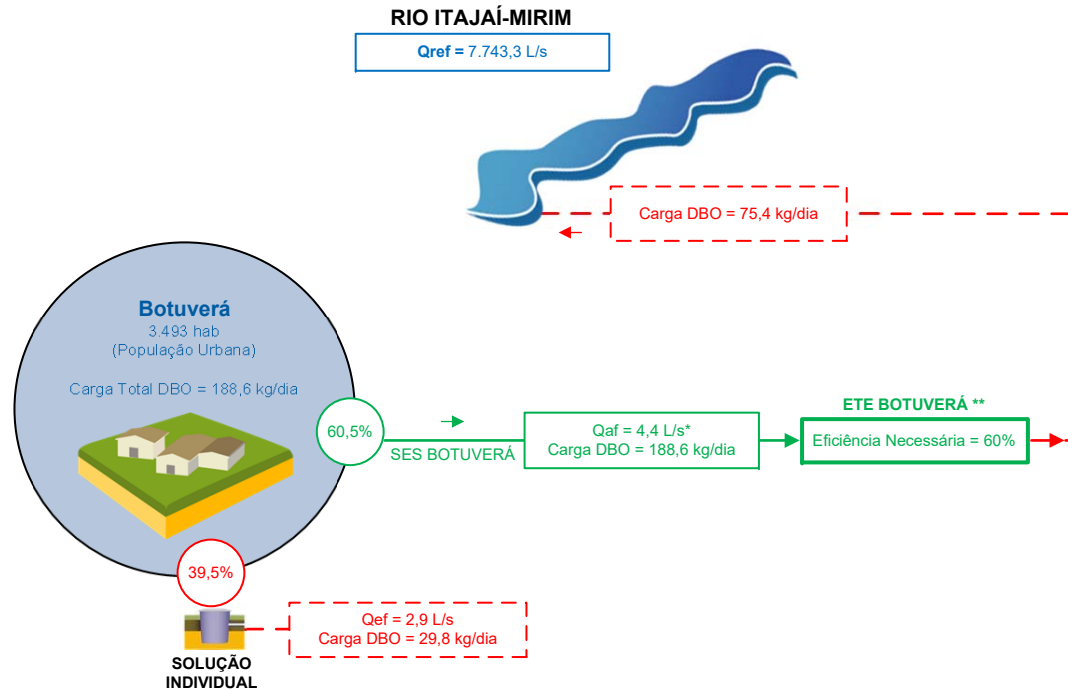 RIO ITAJAÍ-MIRIM
Qref = 7.743,3 L/s
Carga DBO = 75,4 kg/dia
Botuverá
3.493 hab
(População Urbana)
Carga Total DBO = 188,6 kg/dia
60,5%
SES BOTUVERÁ
Qaf = 4,4 L/s*
Carga DBO = 188,6 kg/dia
ETE BOTUVERÁ **
Eficiência Necessária = 60%
39,5%
Qef = 2,9 L/s
Carga DBO = 29,8 kg/dia
SOLUÇÃO
INDIVIDUAL